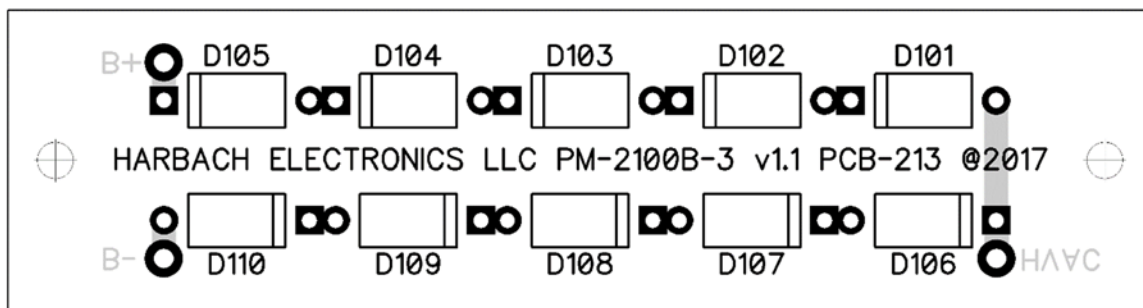 B+ D105 D104 D103 D102 D101
HARBACH ELECTRONICS LLC PM-2100B-3 v1.1 PCB-213 @2017
B- D110 D109 D108 D107 D106 HVAC